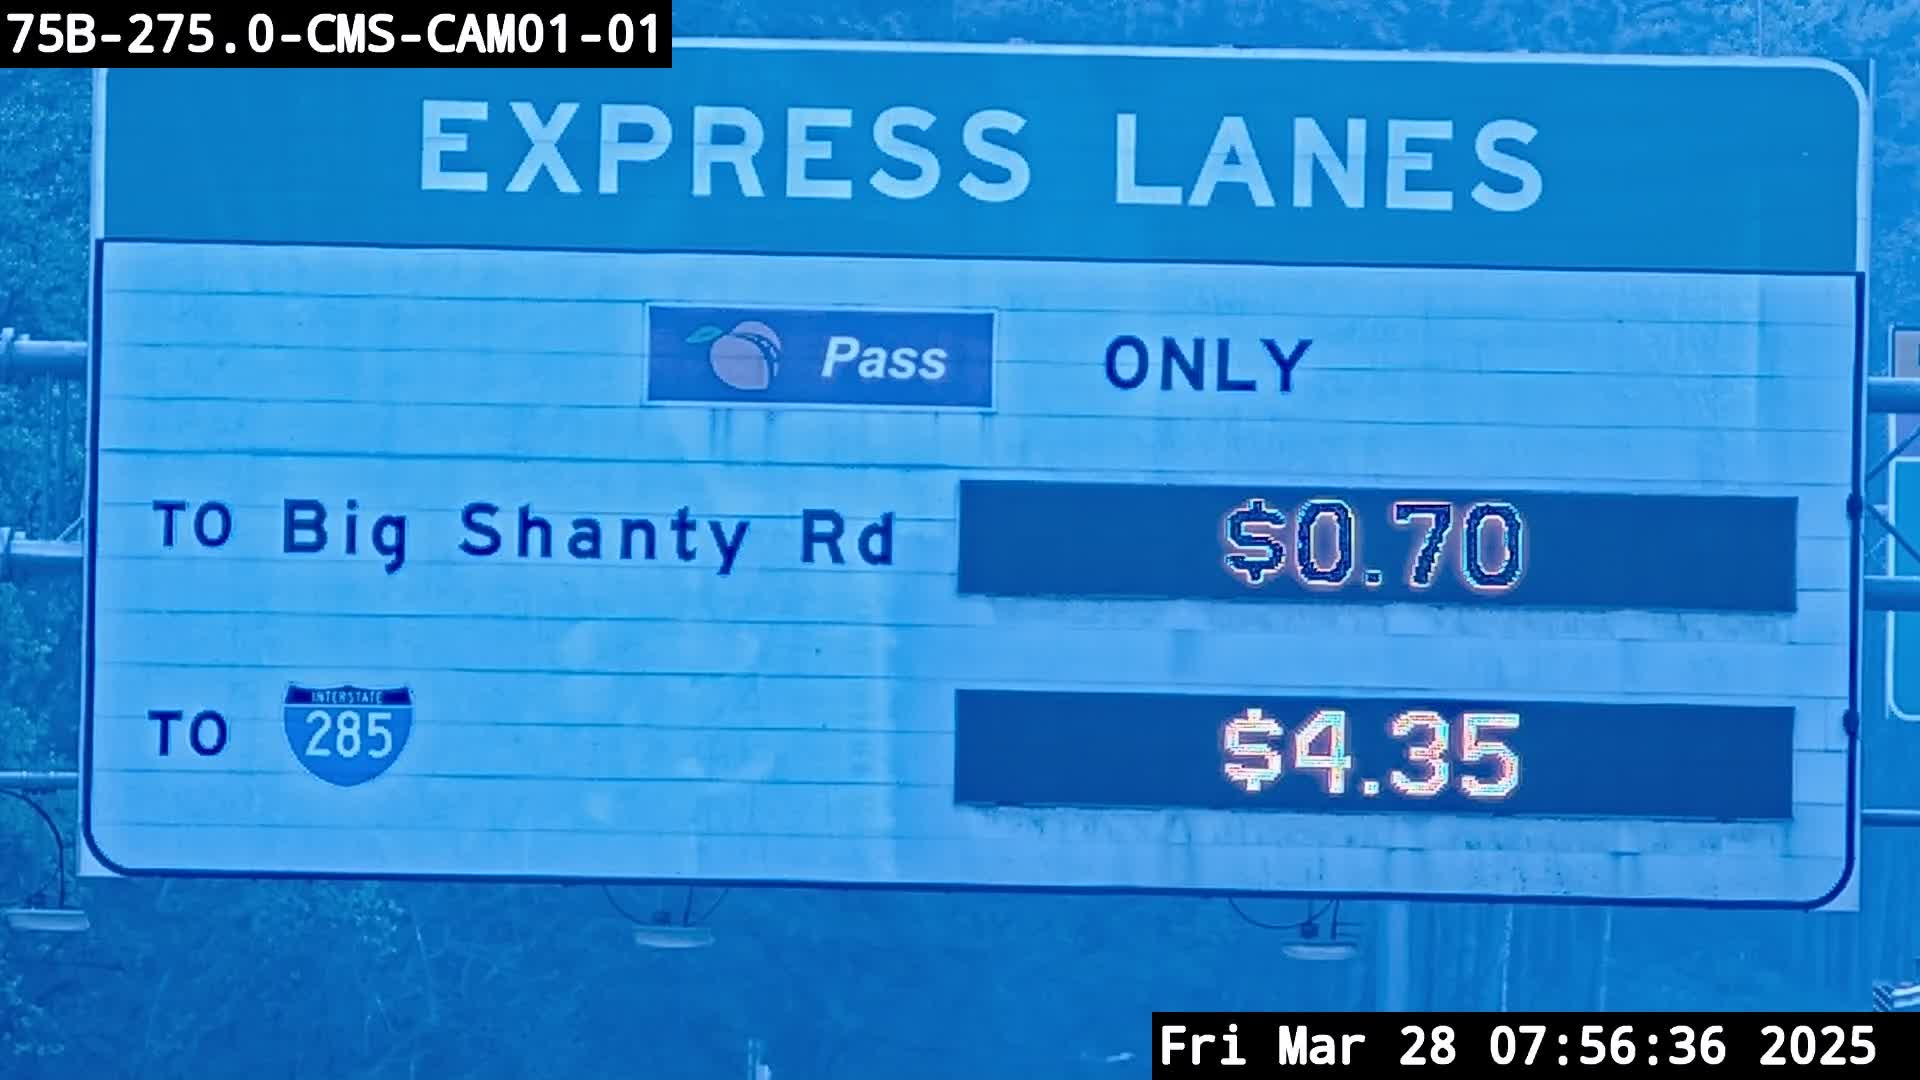 75B-275.0-CMS-CAM01-01
EXPRESS LANES
Pass ONLY
TO Big Shanty Rd $0.70
TO INTERSTATE 285 $4.35
Fri Mar 28 07:56:36 2025